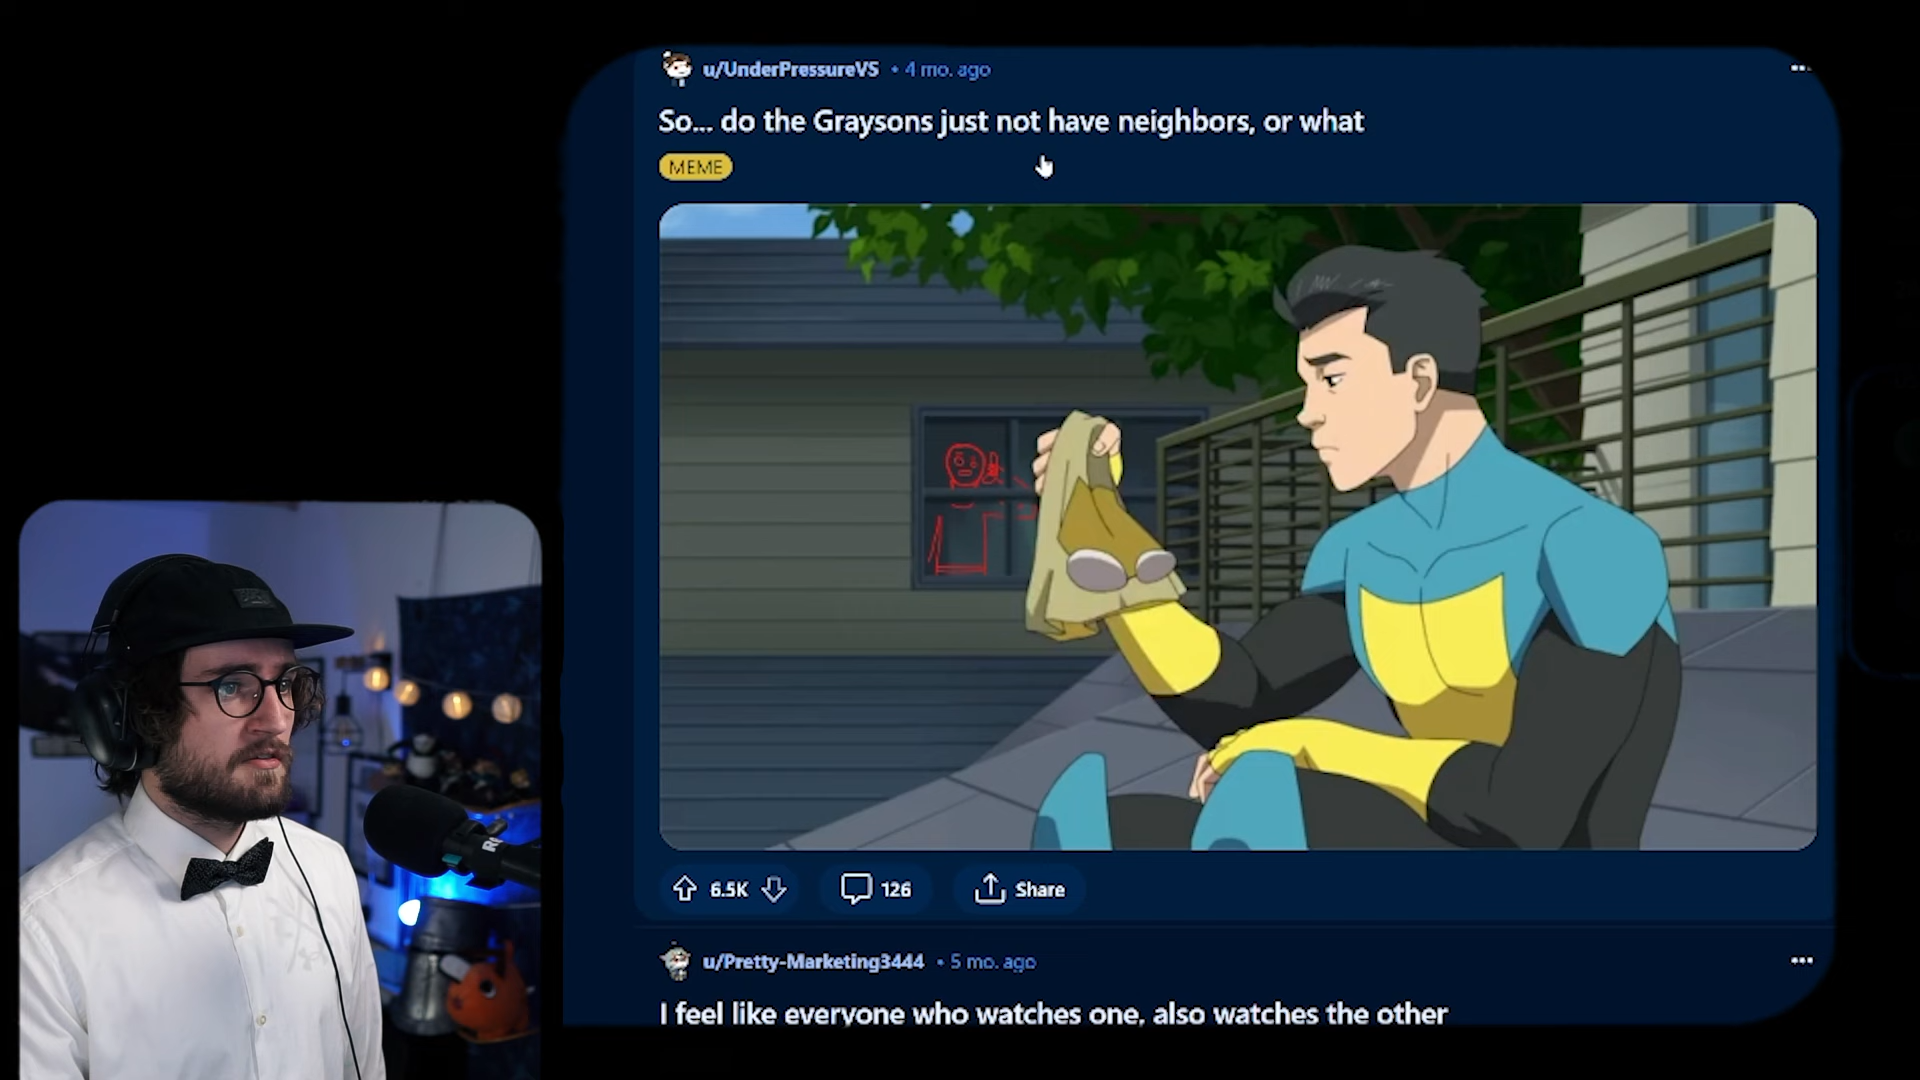 u/UnderPressureVS • 4 mo. ago
So... do the Graysons just not have neighbors, or what
MEME
6.5K
126
Share
u/Pretty-Marketing3444 • 5 mo. ago
I feel like everyone who watches one, also watches the other